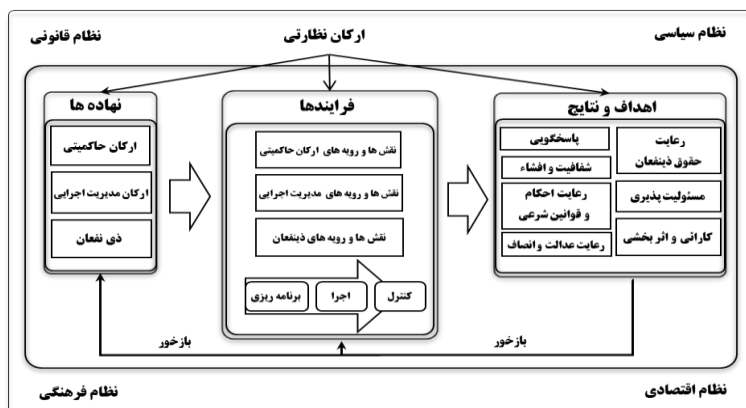 نظام سیاسی
ارکان نظارتی
نظام قانونی
اهداف و نتایج
رعایت
حقوق ذینفعان
مسئولیت پذیری
کارائی و اثر بخشی
پاسخگویی
شفافیت و افشاء
رعایت احکام
و قوانین شرعی
رعایت عدالت و انصاف
فرایندها
نقش ها و رویه های ارکان حاکمیتی
نقش ها و رویه های مدیریت اجرایی
نقش ها و رویه های ذینفعان
برنامه ریزی
اجرا
کنترل
نهاده ها
ارکان حاکمیتی
ارکان مدیریت اجرایی
ذی نفعان
بازخور
بازخور
نظام اقتصادی
نظام فرهنگی